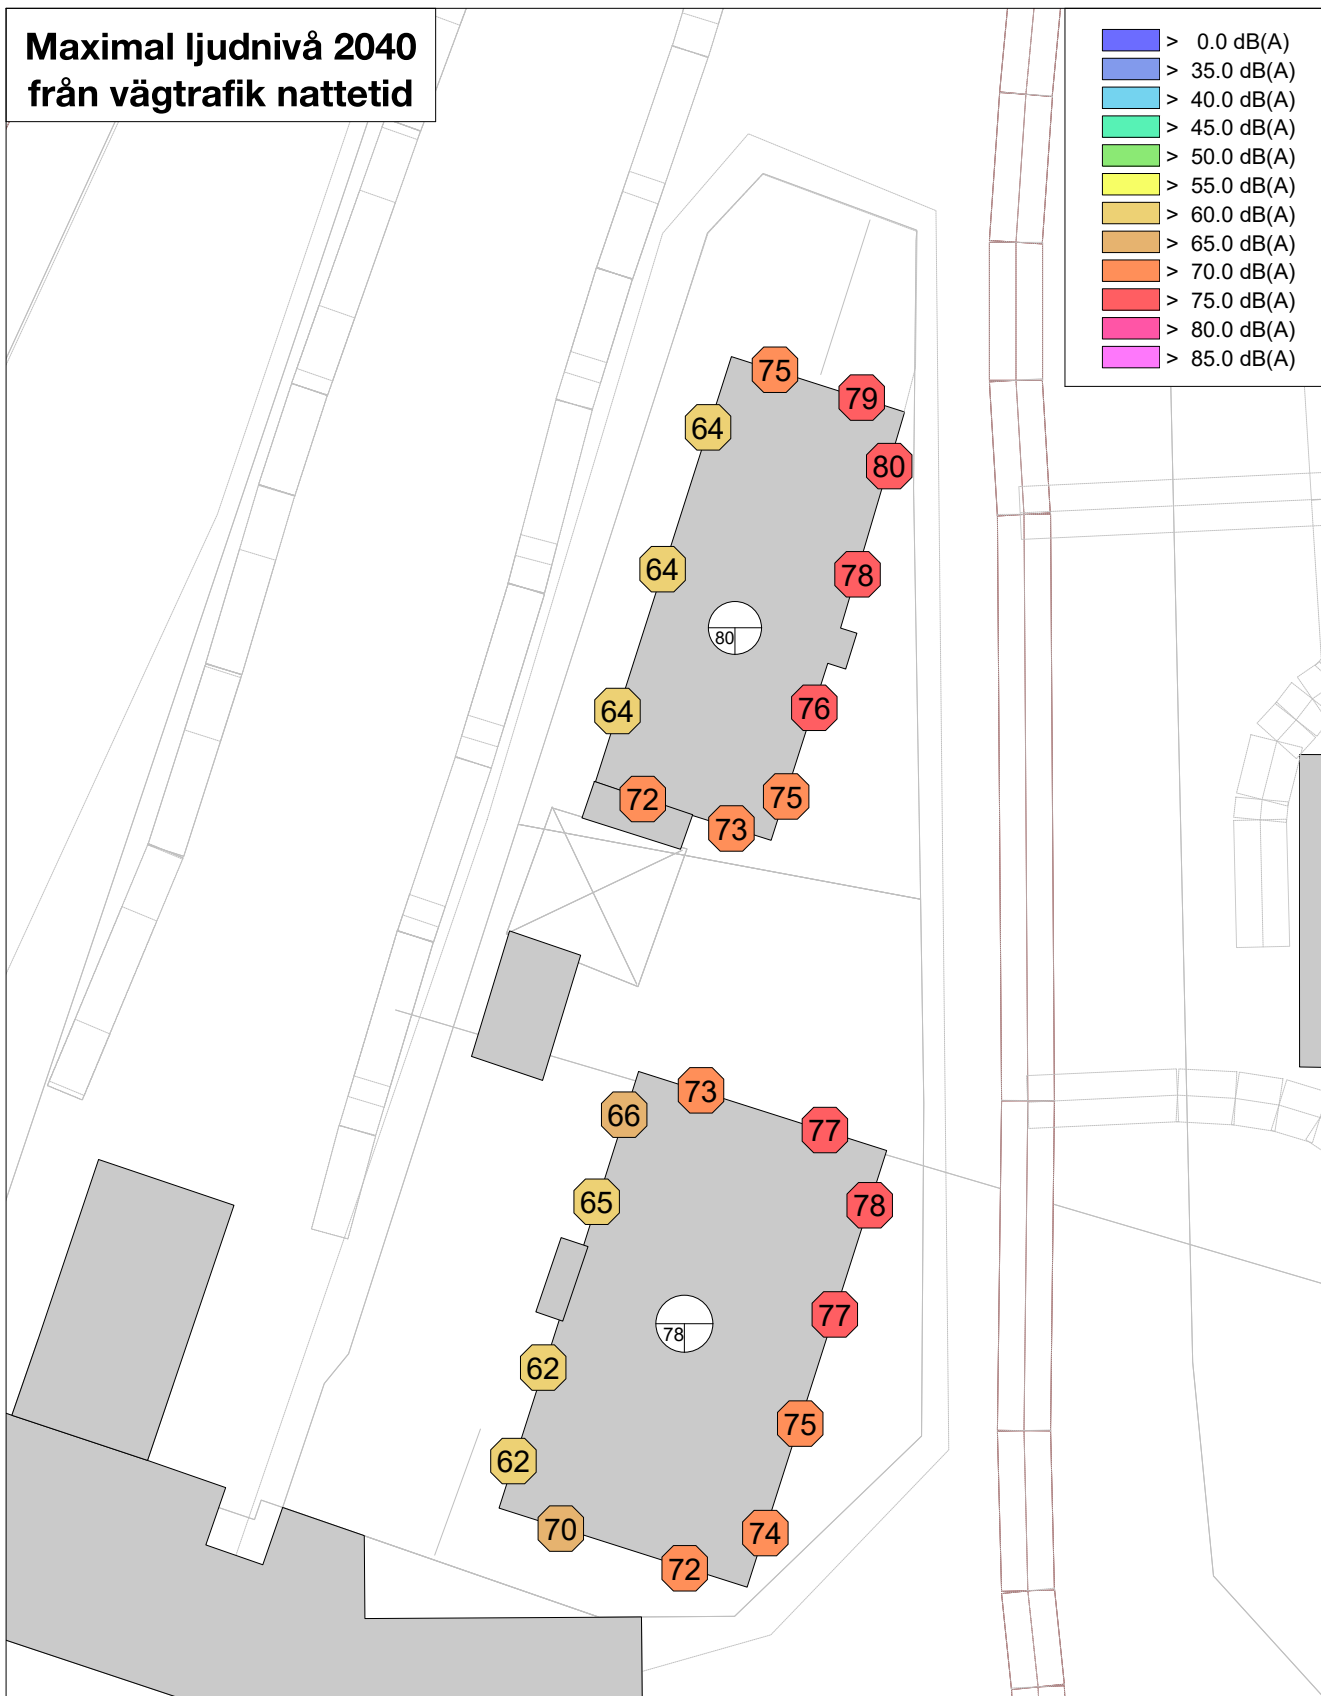 Maximal ljudnivå 2040
från vägtrafik nattetid
> 0.0 dB(A)
> 35.0 dB(A)
> 40.0 dB(A)
> 45.0 dB(A)
> 50.0 dB(A)
> 55.0 dB(A)
> 60.0 dB(A)
> 65.0 dB(A)
> 70.0 dB(A)
> 75.0 dB(A)
> 80.0 dB(A)
> 85.0 dB(A)
75
79
64
80
64
78
80
64
76
72
75
73
73
66
77
65
78
77
78
62
75
62
70
74
72